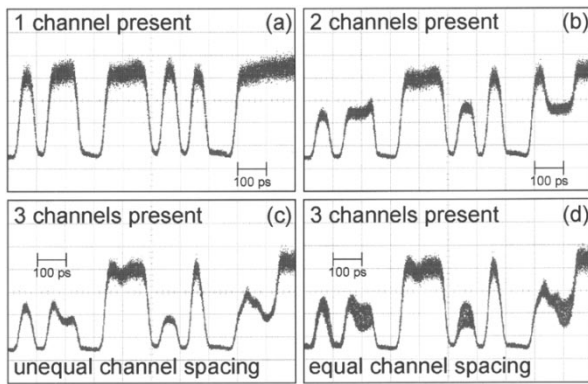 1 channel present (a)
100 ps
2 channels present (b)
100 ps
3 channels present (c)
100 ps
unequal channel spacing
3 channels present (d)
100 ps
equal channel spacing